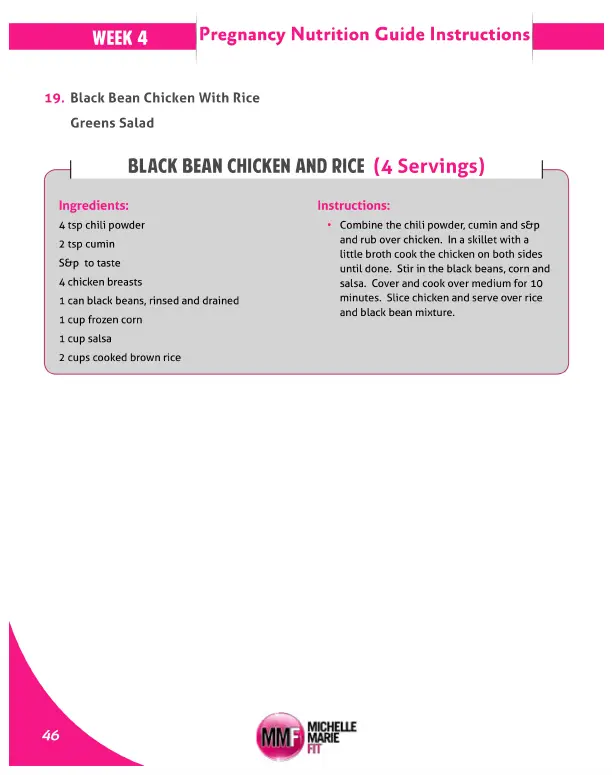 WEEK 4
Pregnancy Nutrition Guide Instructions
19. Black Bean Chicken With Rice
Greens Salad
BLACK BEAN CHICKEN AND RICE (4 Servings)
Ingredients:
4 tsp chili powder
2 tsp cumin
S&p to taste
4 chicken breasts
1 can black beans, rinsed and drained
1 cup frozen corn
1 cup salsa
2 cups cooked brown rice
Instructions:
• Combine the chili powder, cumin and s&p
and rub over chicken. In a skillet with a
little broth cook the chicken on both sides
until done. Stir in the black beans, corn and
salsa. Cover and cook over medium for 10
minutes. Slice chicken and serve over rice
and black bean mixture.
46
MMF
MICHELLE
MARIE
FIT